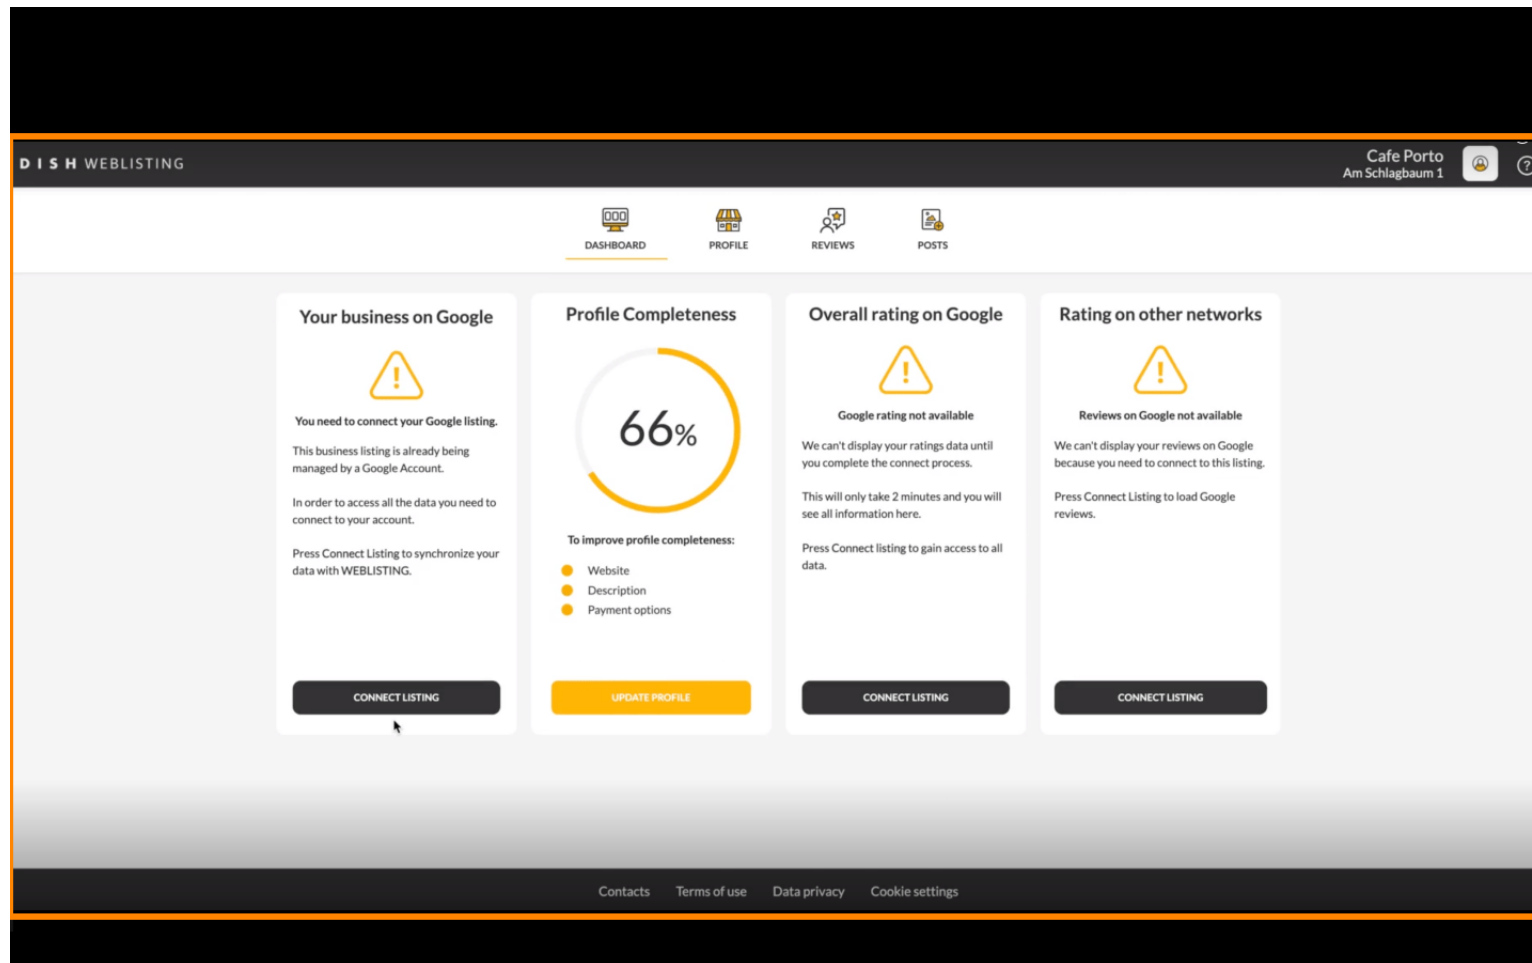 DISH WEBLISTING
Cafe Porto
Am Schlagbaum 1
DASHBOARD
PROFILE
REVIEWS
POSTS
Your business on Google
You need to connect your Google listing.
This business listing is already being
managed by a Google Account.
In order to access all the data you need to
connect to your account.
Press Connect Listing to synchronize your
data with WEBLISTING.
CONNECT LISTING
Profile Completeness
66%
To improve profile completeness:
Website
Description
Payment options
UPDATE PROFILE
Overall rating on Google
Google rating not available
We can't display your ratings data until
you complete the connect process.
This will only take 2 minutes and you will
see all information here.
Press Connect listing to gain access to all
data.
CONNECT LISTING
Rating on other networks
Reviews on Google not available
We can't display your reviews on Google
because you need to connect to this listing.
Press Connect Listing to load Google
reviews.
CONNECT LISTING
Contacts
Terms of use
Data privacy
Cookie settings